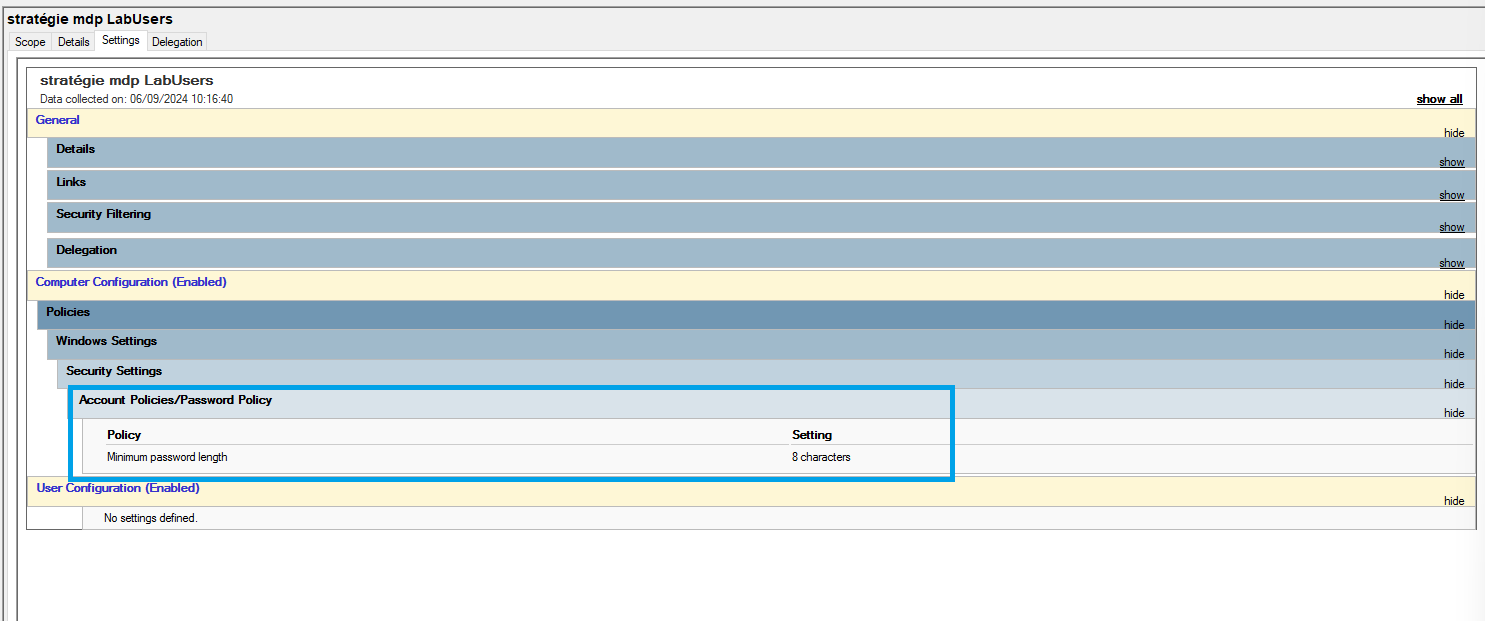 stratégie mdp LabUsers
Scope Details Settings Delegation
stratégie mdp LabUsers
Data collected on: 06/09/2024 10:16:40 show all
General hide
Details show
Links show
Security Filtering show
Delegation show
Computer Configuration (Enabled) hide
Policies hide
Windows Settings hide
Security Settings hide
Account Policies/Password Policy hide
Policy Setting
Minimum password length 8 characters
User Configuration (Enabled) hide
No settings defined.